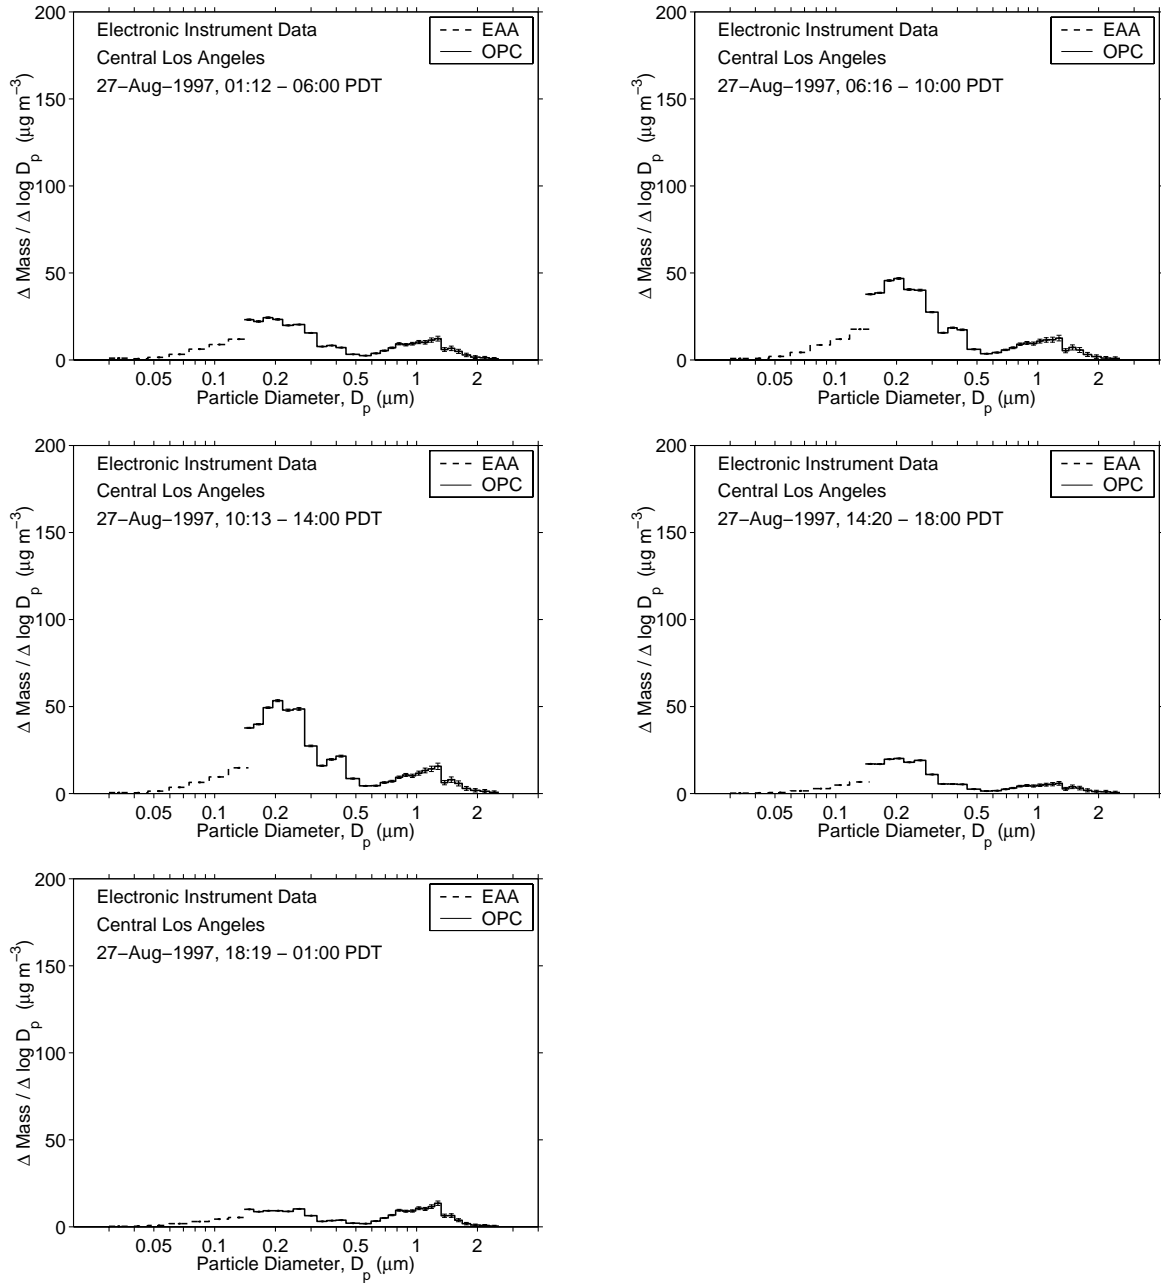 Electronic Instrument Data
Central Los Angeles
27−Aug−1997, 01:12 − 06:00 PDT
EAA
OPC
200
150
100
50
0
Δ Mass / Δ log Dp (μg m−3)
0.05 0.1 0.2 0.5 1 2
Particle Diameter, Dp (μm)
Electronic Instrument Data
Central Los Angeles
27−Aug−1997, 06:16 − 10:00 PDT
EAA
OPC
200
150
100
50
0
Δ Mass / Δ log Dp (μg m−3)
0.05 0.1 0.2 0.5 1 2
Particle Diameter, Dp (μm)
Electronic Instrument Data
Central Los Angeles
27−Aug−1997, 10:13 − 14:00 PDT
EAA
OPC
200
150
100
50
0
Δ Mass / Δ log Dp (μg m−3)
0.05 0.1 0.2 0.5 1 2
Particle Diameter, Dp (μm)
Electronic Instrument Data
Central Los Angeles
27−Aug−1997, 14:20 − 18:00 PDT
EAA
OPC
200
150
100
50
0
Δ Mass / Δ log Dp (μg m−3)
0.05 0.1 0.2 0.5 1 2
Particle Diameter, Dp (μm)
Electronic Instrument Data
Central Los Angeles
27−Aug−1997, 18:19 − 01:00 PDT
EAA
OPC
200
150
100
50
0
Δ Mass / Δ log Dp (μg m−3)
0.05 0.1 0.2 0.5 1 2
Particle Diameter, Dp (μm)